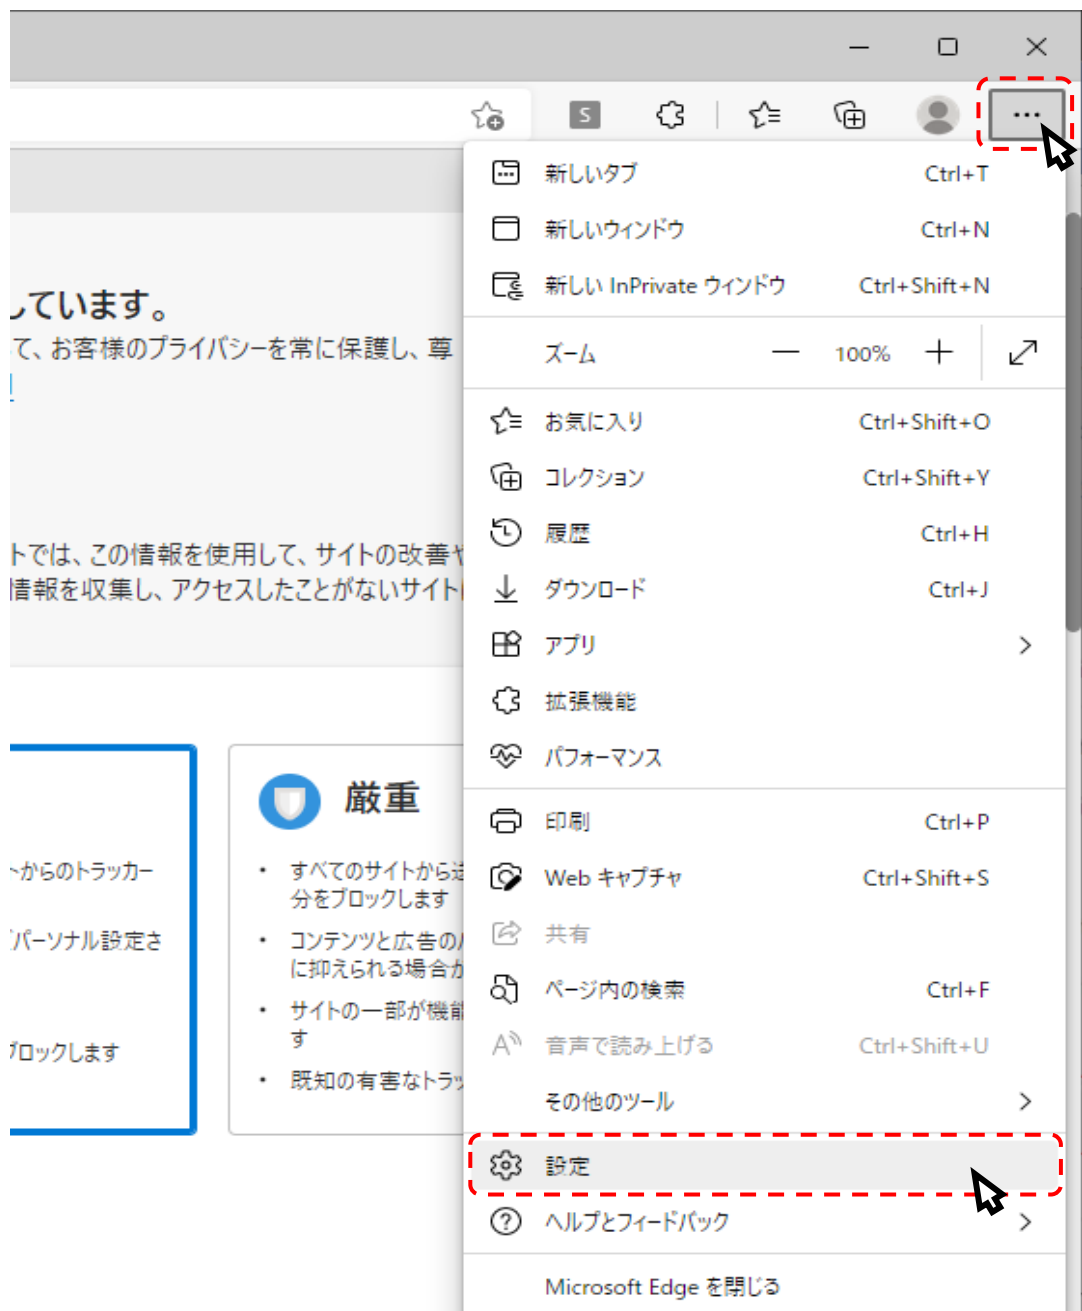 S
新しいタブ Ctrl+T
新しいウィンドウ Ctrl+N
新しい InPrivate ウィンドウ Ctrl+Shift+N
ズーム 100%
お気に入り Ctrl+Shift+O
コレクション Ctrl+Shift+Y
履歴 Ctrl+H
ダウンロード Ctrl+J
アプリ
拡張機能
パフォーマンス
印刷 Ctrl+P
Web キャプチャ Ctrl+Shift+S
共有
ページ内の検索 Ctrl+F
音声で読み上げる Ctrl+Shift+U
その他のツール
設定
ヘルプとフィードバック
Microsoft Edge を閉じる
しています。
て、お客様のプライバシーを常に保護し、尊
トでは、この情報を使用して、サイトの改善や
情報を収集し、アクセスしたことがないサイト
からのトラッカー
パーソナル設定さ
ブロックします
厳重
• すべてのサイトから送
分をブロックします
• コンテンツと広告の
に抑えられる場合が
• サイトの一部が機能
す
• 既知の有害なトラッ